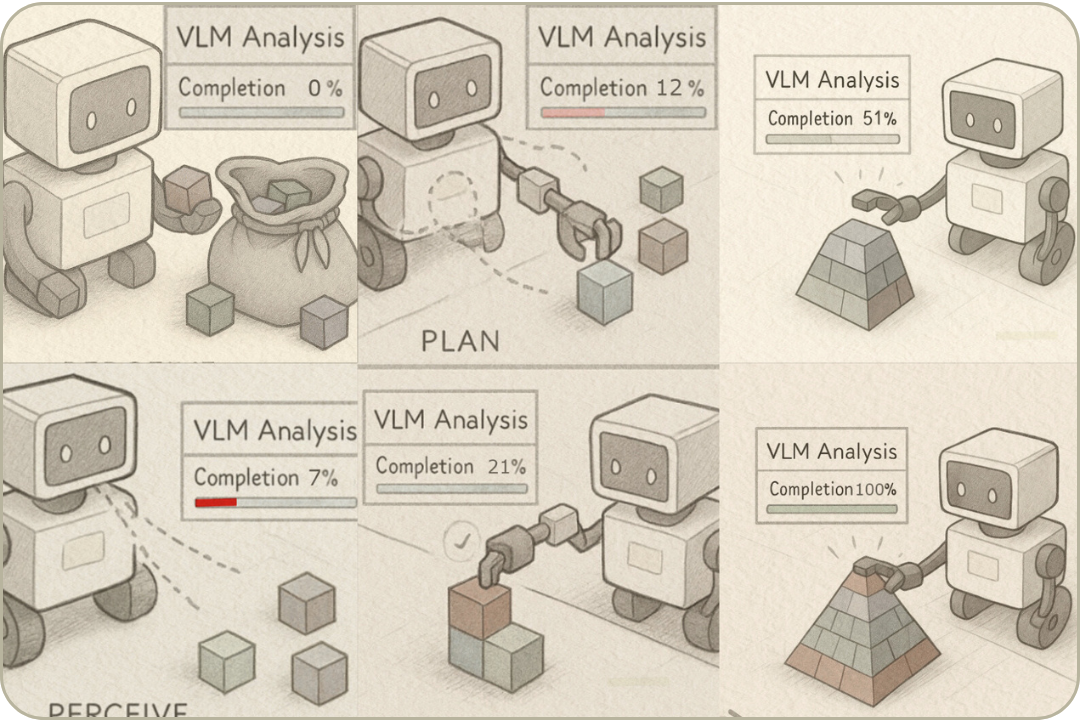 VLM Analysis
Completion 0 %
VLM Analysis
Completion 12 %
PLAN
VLM Analysis
Completion 51%
VLM Analysis
Completion 7%
PERCEIVE
VLM Analysis
Completion 21%
VLM Analysis
Completion 100%